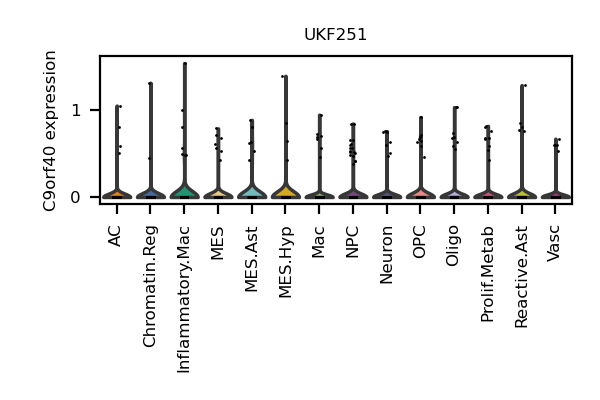 UKF251
C9orf40 expression
1
0
AC
Chromatin.Reg
Inflammatory.Mac
MES
MES.Ast
MES.Hyp
Mac
NPC
Neuron
OPC
Oligo
Prolif.Metab
Reactive.Ast
Vasc